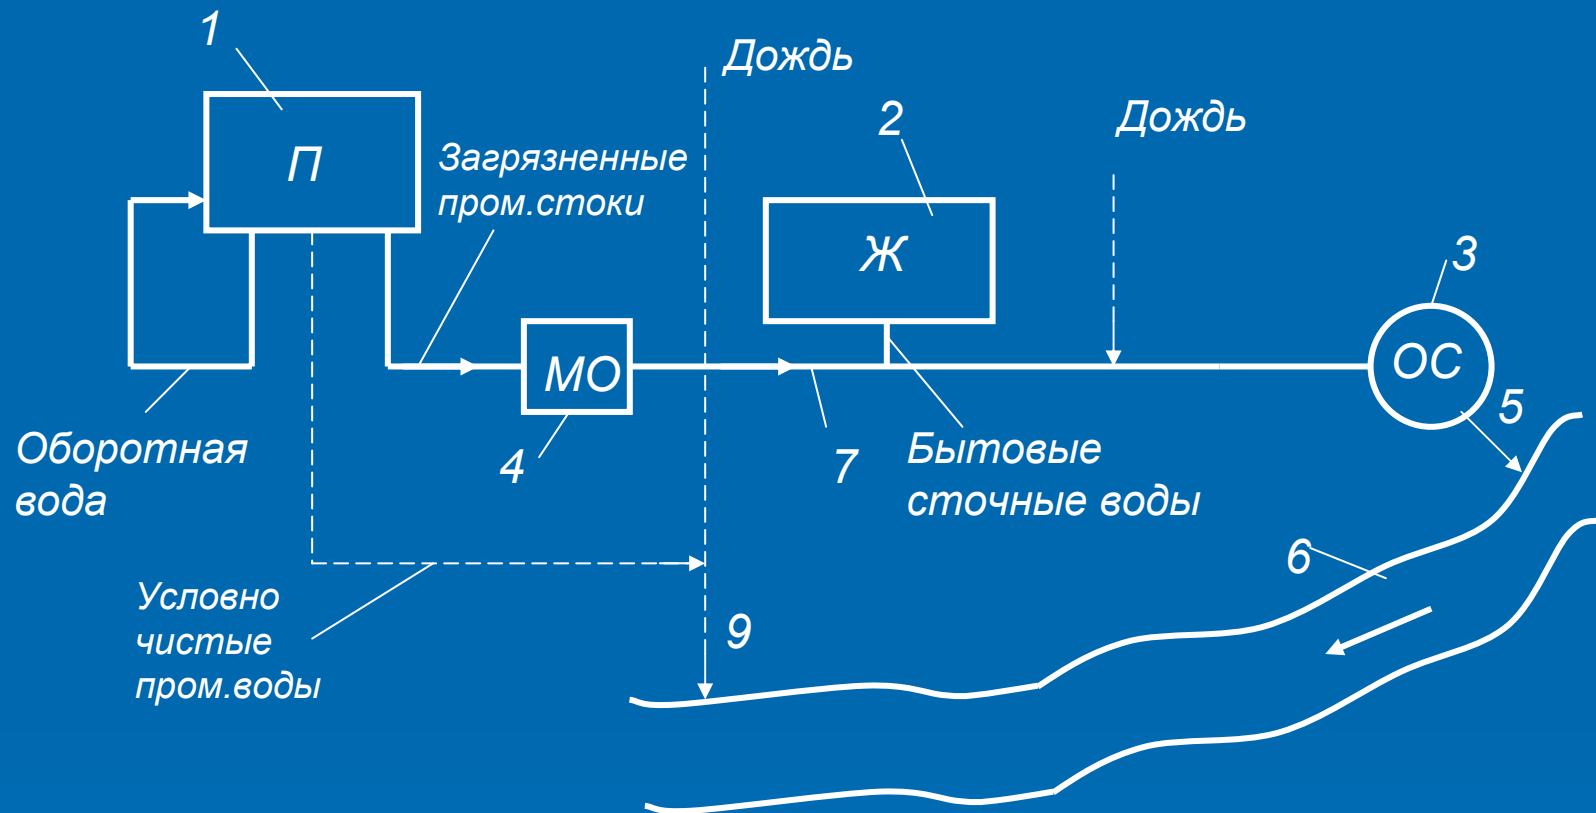 1
Дождь
2
Дождь
П
Загрязненные
пром.стоки
Ж
3
МО
ОС
5
Оборотная
вода
4
7
Бытовые
сточные воды
6
Условно
чистые
пром.воды
9